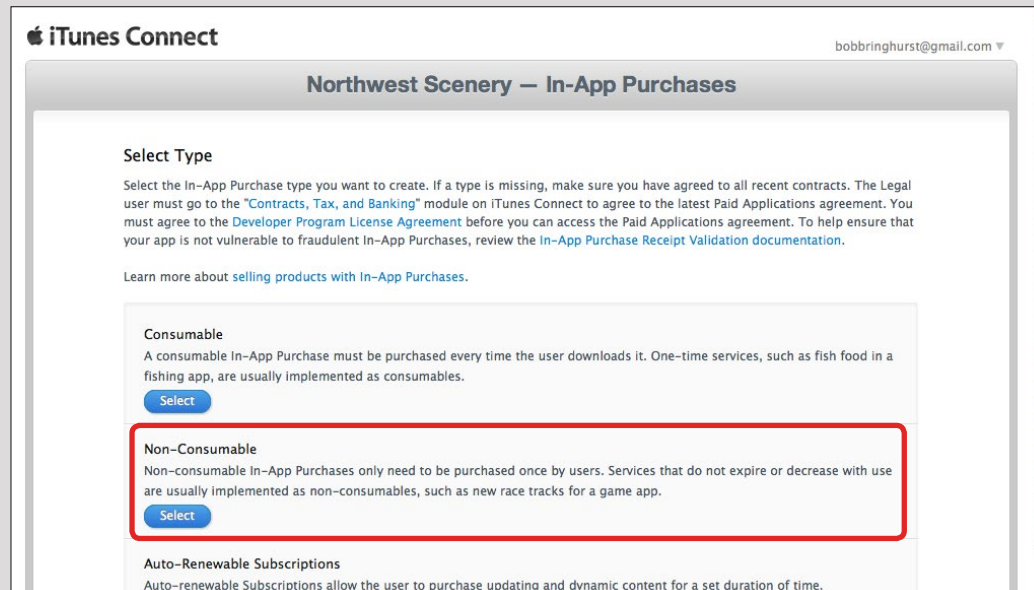 iTunes Connect
bobbringhurst@gmail.com
Northwest Scenery — In-App Purchases
Select Type
Select the In-App Purchase type you want to create. If a type is missing, make sure you have agreed to all recent contracts. The Legal
user must go to the "Contracts, Tax, and Banking" module on iTunes Connect to agree to the latest Paid Applications agreement. You
must agree to the Developer Program License Agreement before you can access the Paid Applications agreement. To help ensure that
your app is not vulnerable to fraudulent In-App Purchases, review the In-App Purchase Receipt Validation documentation.
Learn more about selling products with In-App Purchases.
Consumable
A consumable In-App Purchase must be purchased every time the user downloads it. One-time services, such as fish food in a
fishing app, are usually implemented as consumables.
Select
Non-Consumable
Non-consumable In-App Purchases only need to be purchased once by users. Services that do not expire or decrease with use
are usually implemented as non-consumables, such as new race tracks for a game app.
Select
Auto-Renewable Subscriptions
Auto-renewable Subscriptions allow the user to purchase updating and dynamic content for a set duration of time.